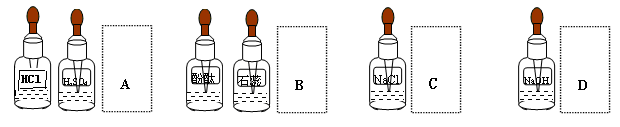 HCl H₂SO₄ A 酚酞 石蕊 B NaCl C NaOH D